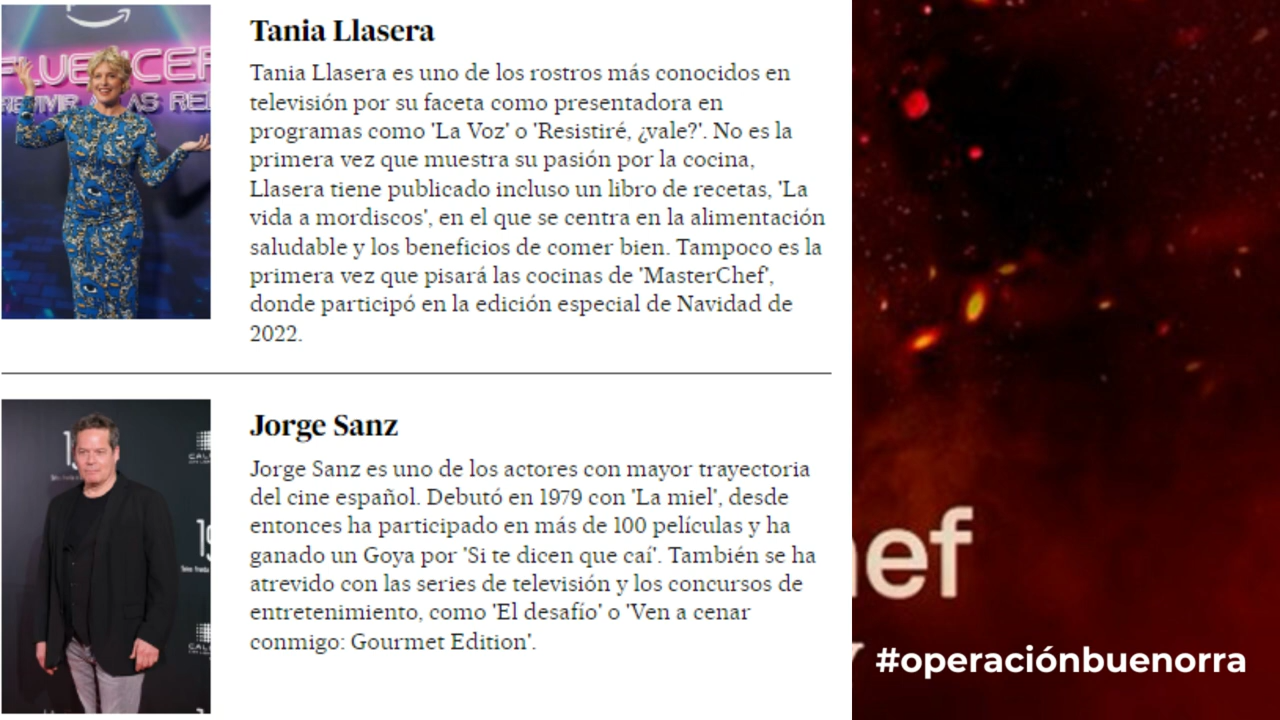 Tania Llasera
Tania Llasera es uno de los rostros más conocidos en
televisión por su faceta como presentadora en
programas como 'La Voz' o 'Resistiré, ¿vale?'. No es la
primera vez que muestra su pasión por la cocina,
Llasera tiene publicado incluso un libro de recetas, 'La
vida a mordiscos', en el que se centra en la alimentación
saludable y los beneficios de comer bien. Tampoco es la
primera vez que pisará las cocinas de 'MasterChef',
donde participó en la edición especial de Navidad de
2022.
Jorge Sanz
Jorge Sanz es uno de los actores con mayor trayectoria
del cine español. Debutó en 1979 con 'La miel', desde
entonces ha participado en más de 100 películas y ha
ganado un Goya por 'Si te dicen que caí'. También se ha
atrevido con las series de televisión y los concursos de
entretenimiento, como 'El desafío' o 'Ven a cenar
conmigo: Gourmet Edition'.
ef
#operaciónbuenorra